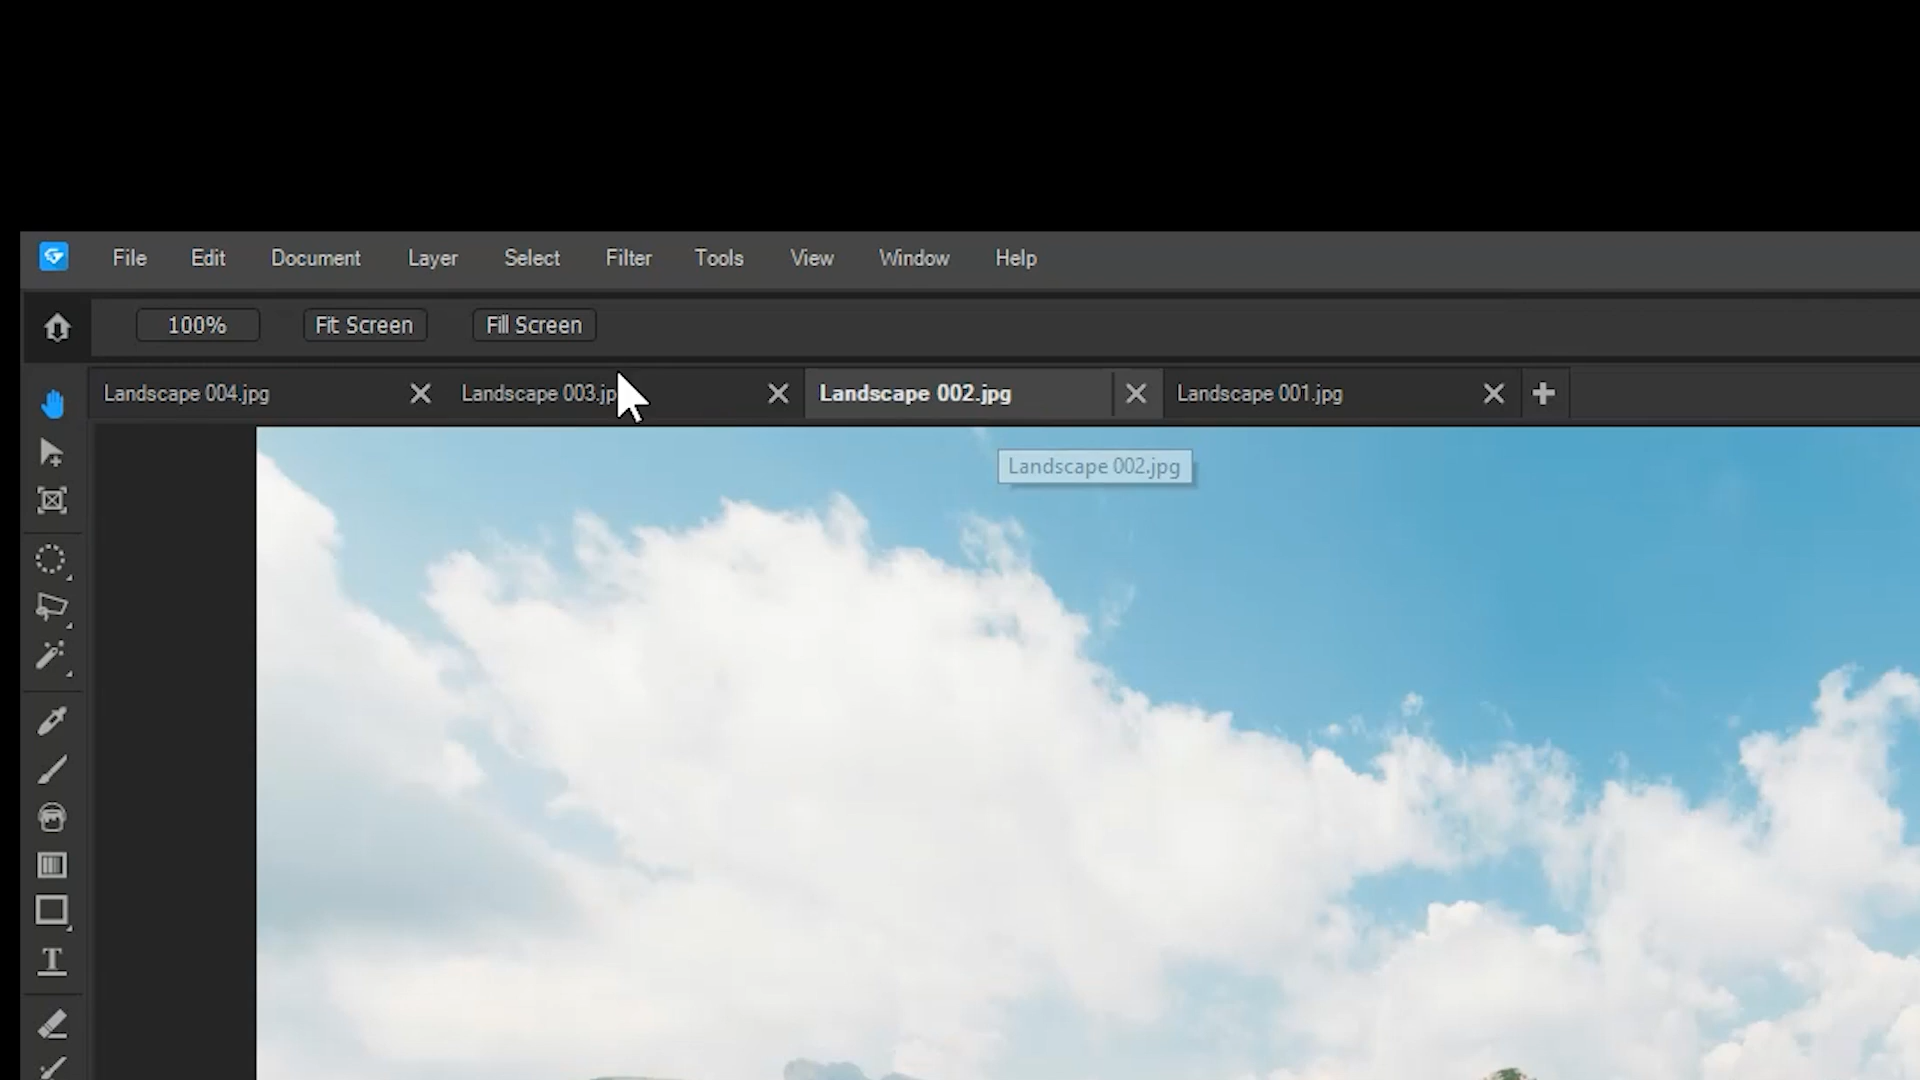 File Edit Document Layer Select Filter Tools View Window Help
100% Fit Screen Fill Screen
Landscape 004.jpg Landscape 003.jp Landscape 002.jpg Landscape 001.jpg
Landscape 002.jpg